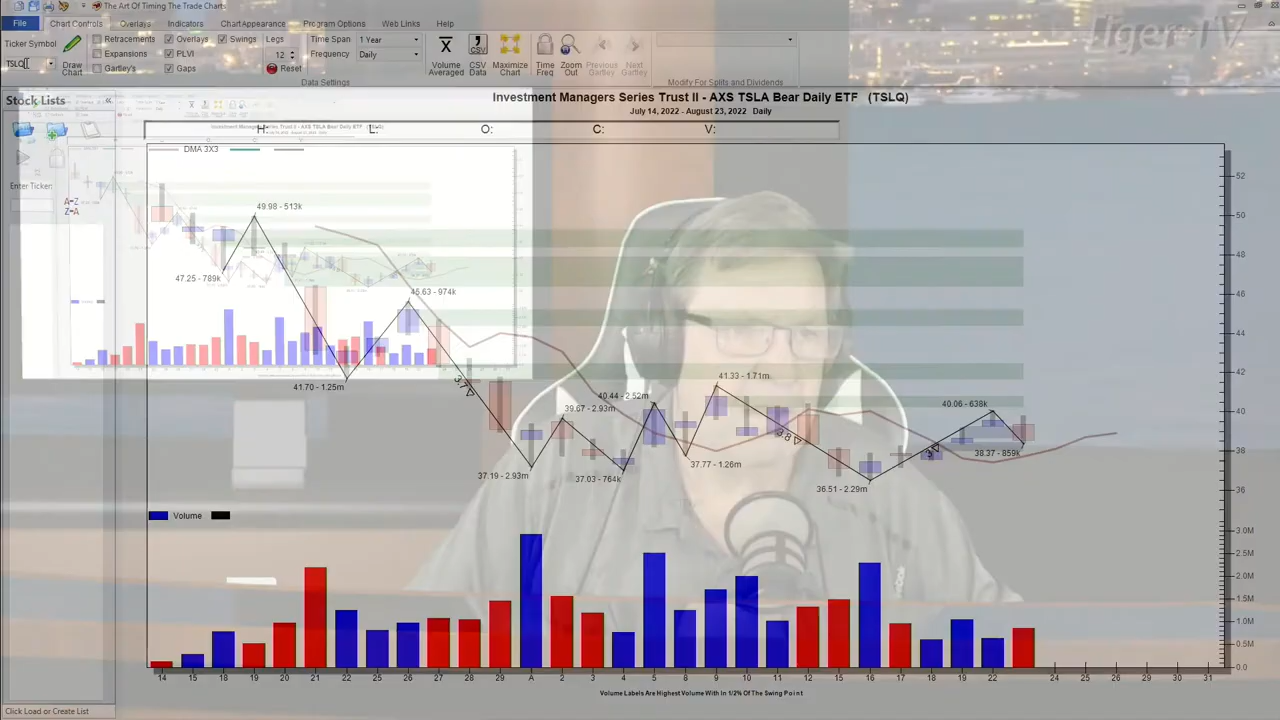 The Art Of Timing The Trade Charts
File Chart Controls Overlays Indicators Chart Appearance Program Options Web Links Help
Tiger TV
Ticker Symbol
TSLQ
Draw Chart
Retracements
Expansions
Gartley's
Overlays
PLVI
Gaps
Swings
Legs
12
Reset
Time Span 1 Year
Frequency Daily
Data Settings
Volume Averaged
CSV
CSV Data
Maximize Chart
Time Freq
Zoom Out
Previous Gartley
Next Gartley
Modify For Splits and Dividends
Stock Lists
Enter Ticker:
A-Z
Z-A
Click Load or Create List
Investment Managers Series Trust II - AXS TSLA Bear Daily ETF (TSLQ)
July 14, 2022 - August 23, 2022 Daily
H: L: O: C: V:
DMA 3X3
49.98 - 513k
47.25 - 789k
41.70 - 1.25m
45.63 - 974k
37.19 - 2.93m
39.67 - 2.93m
37.03 - 764k
40.44 - 2.52m
37.77 - 1.26m
41.33 - 1.71m
36.51 - 2.29m
40.06 - 638k
38.37 - 859k
52
50
48
46
44
42
40
38
36
Volume
3.0M
2.5M
2.0M
1.5M
1.0M
0.5M
0.0
14 15 18 19 20 21 22 25 26 27 28 29 A 2 3 4 5 8 9 10 11 12 15 16 17 18 19 22 23 24 25 26 29 30 31
Volume Labels Are Highest Volume With In 1/2% Of The Swing Point